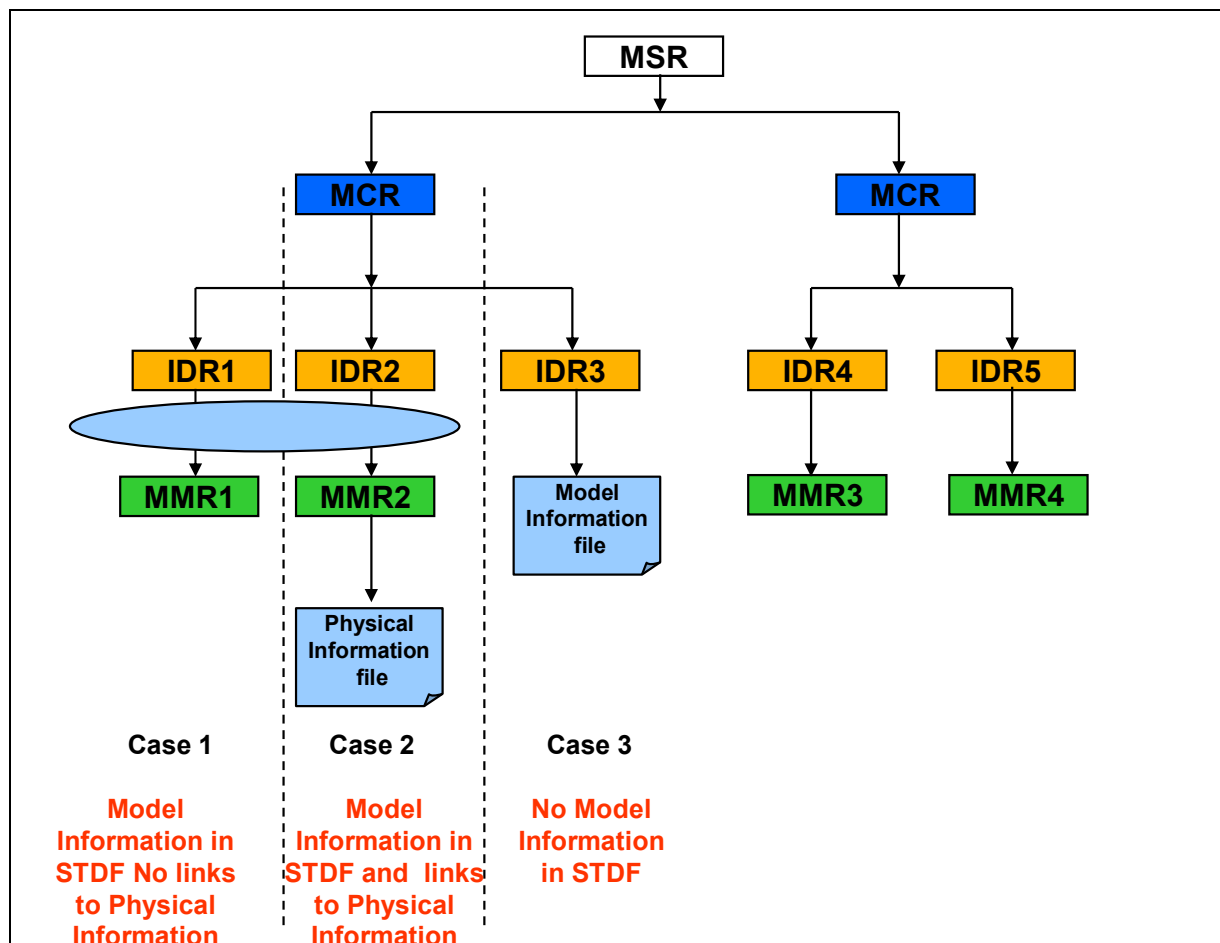 MSR
MCR
MCR
IDR1
IDR2
IDR3
IDR4
IDR5
MMR1
MMR2
Model
Information
file
MMR3
MMR4
Physical
Information
file
Case 1
Case 2
Case 3
Model
Information in
STDF No links
to Physical
Information
Model
Information in
STDF and links
to Physical
Information
No Model
Information
in STDF